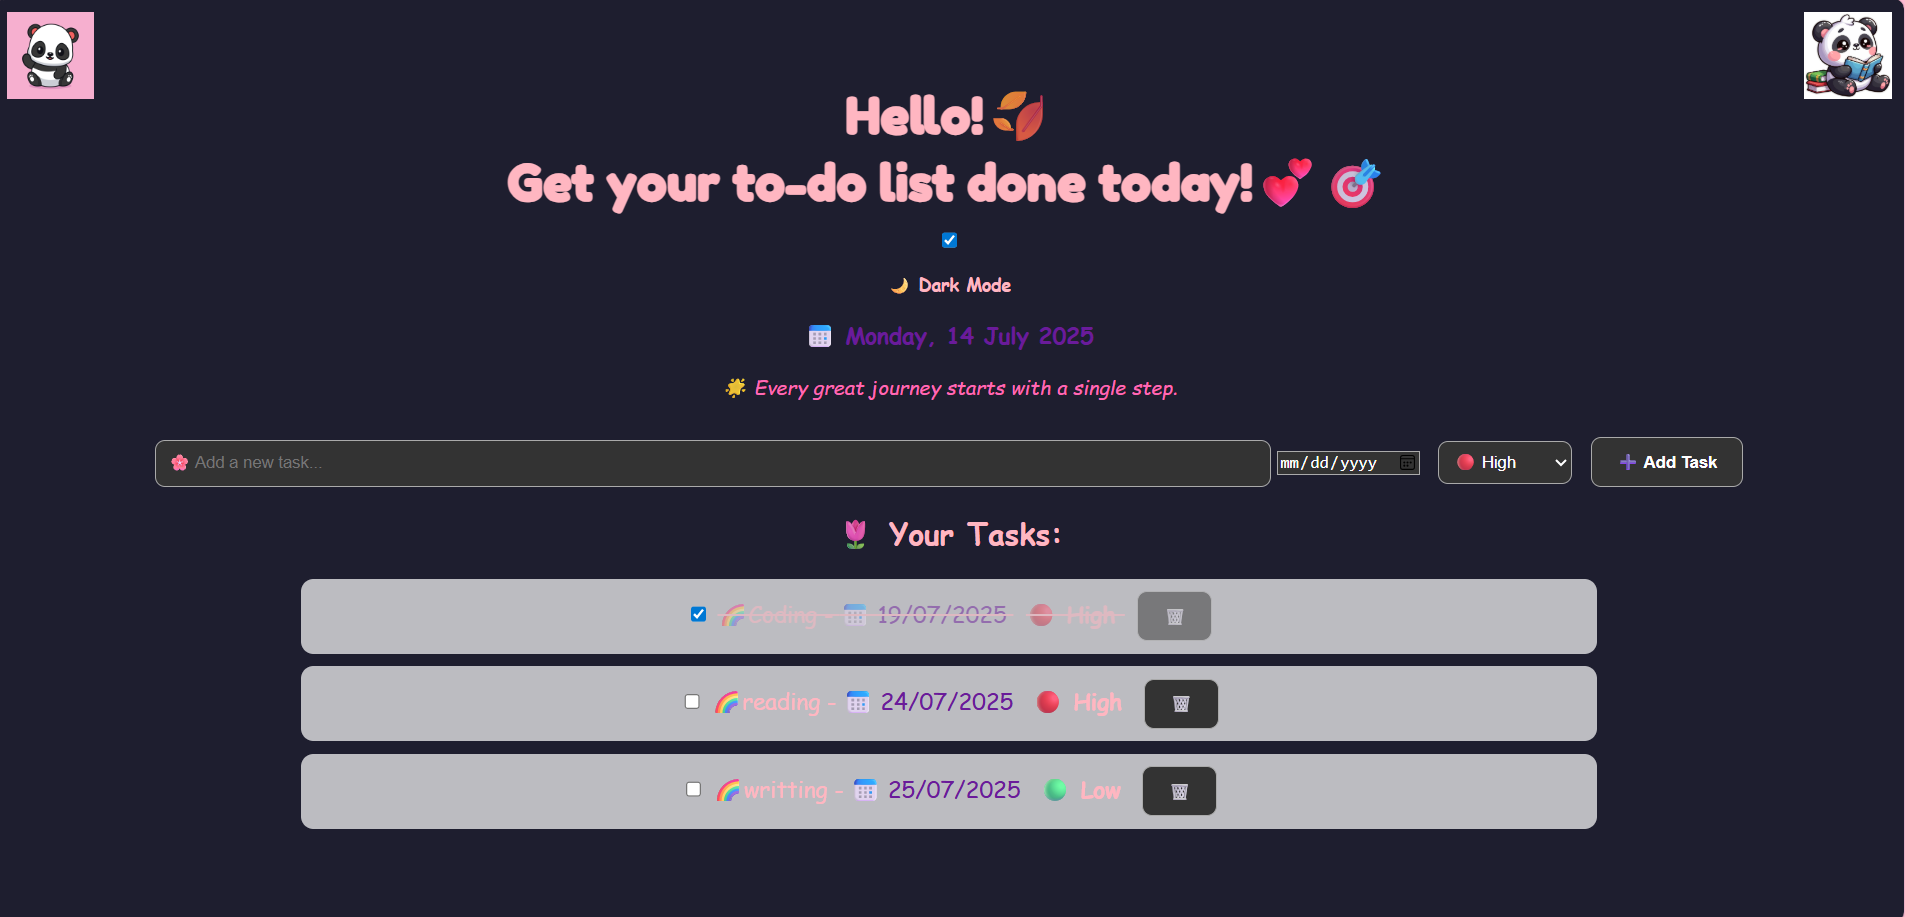 Hello!
Get your to-do list done today!
Dark Mode
Monday, 14 July 2025
Every great journey starts with a single step.
Add a new task... mm/dd/yyyy High Add Task
Your Tasks:
Coding - 19/07/2025 High
reading - 24/07/2025 High
writting - 25/07/2025 Low